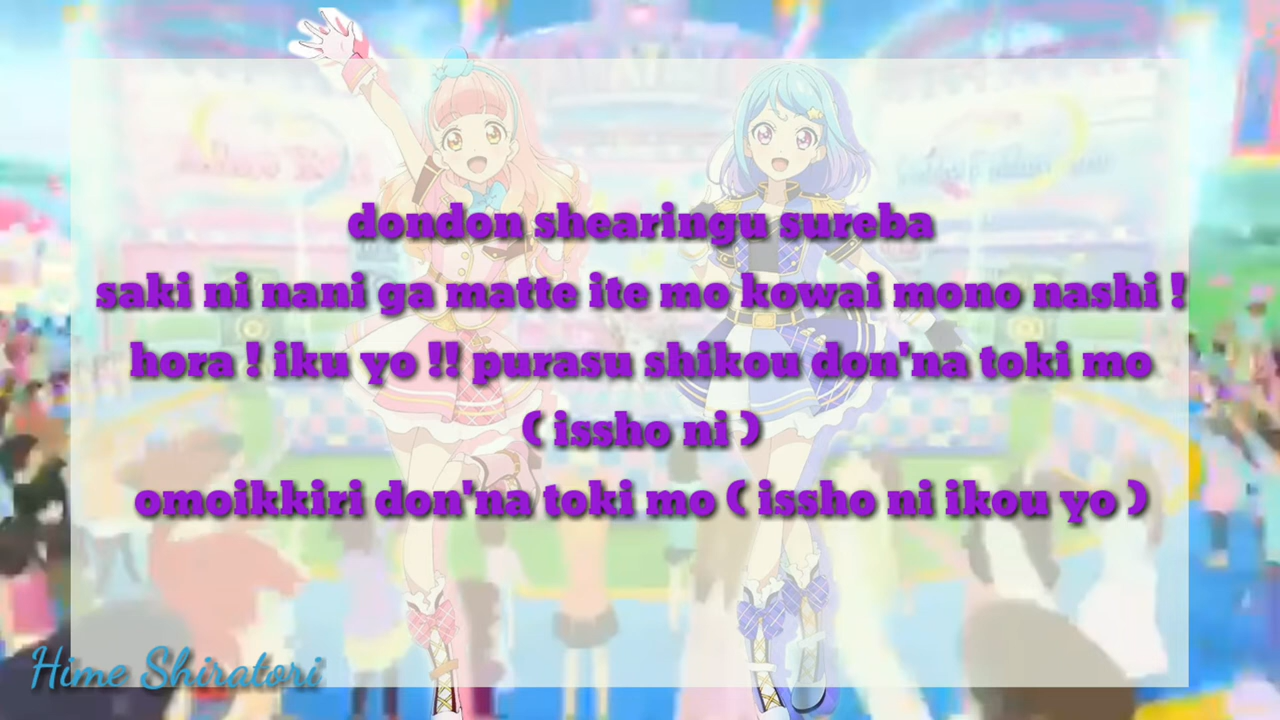 dondon shearingu sureba
saki ni nani ga matte ite mo kowai mono nashi !
hora ! iku yo !! purasu shikou don'na toki mo
( issho ni )
omoikkiri don'na toki mo ( issho ni ikou yo )
Hime Shiratori